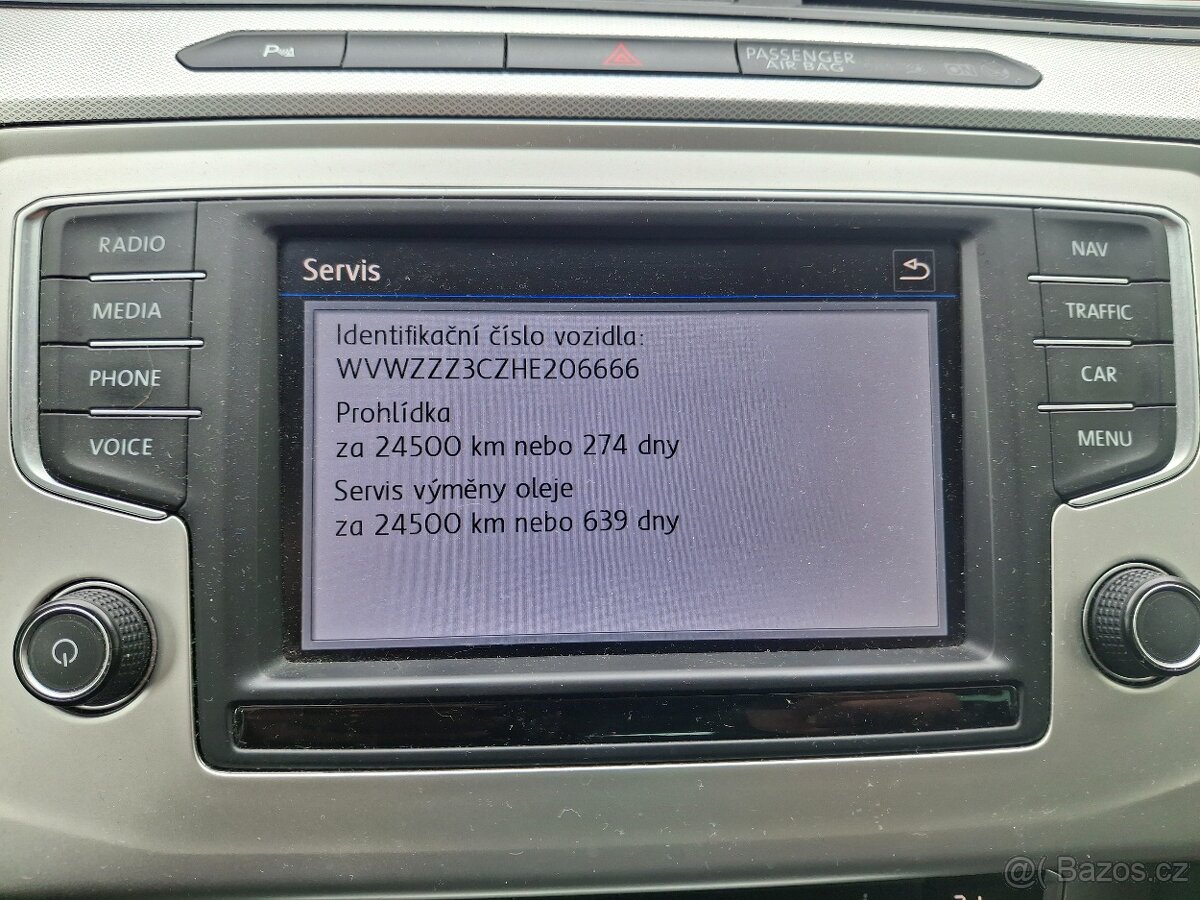 P
PASSENGER
AIR BAG
ON
RADIO
MEDIA
PHONE
VOICE
Servis
Identifikační číslo vozidla:
WVWZZZ3CZHE206666
Prohlídka
za 24500 km nebo 274 dny
Servis výměny oleje
za 24500 km nebo 639 dny
NAV
TRAFFIC
CAR
MENU
@( Bazos.cz